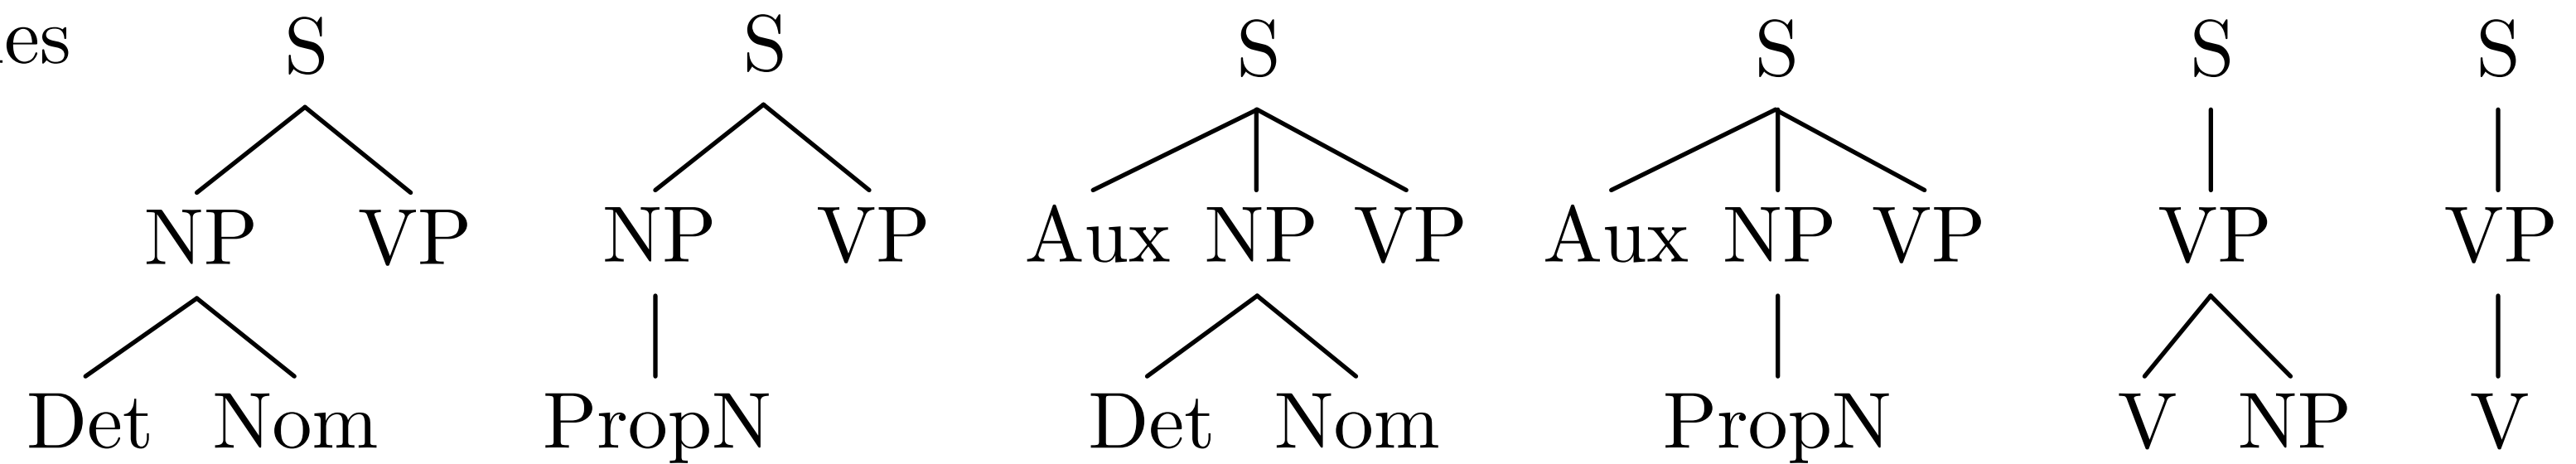 es S S S S S S
NP VP NP VP Aux NP VP Aux NP VP VP VP
Det Nom PropN Det Nom PropN V NP V